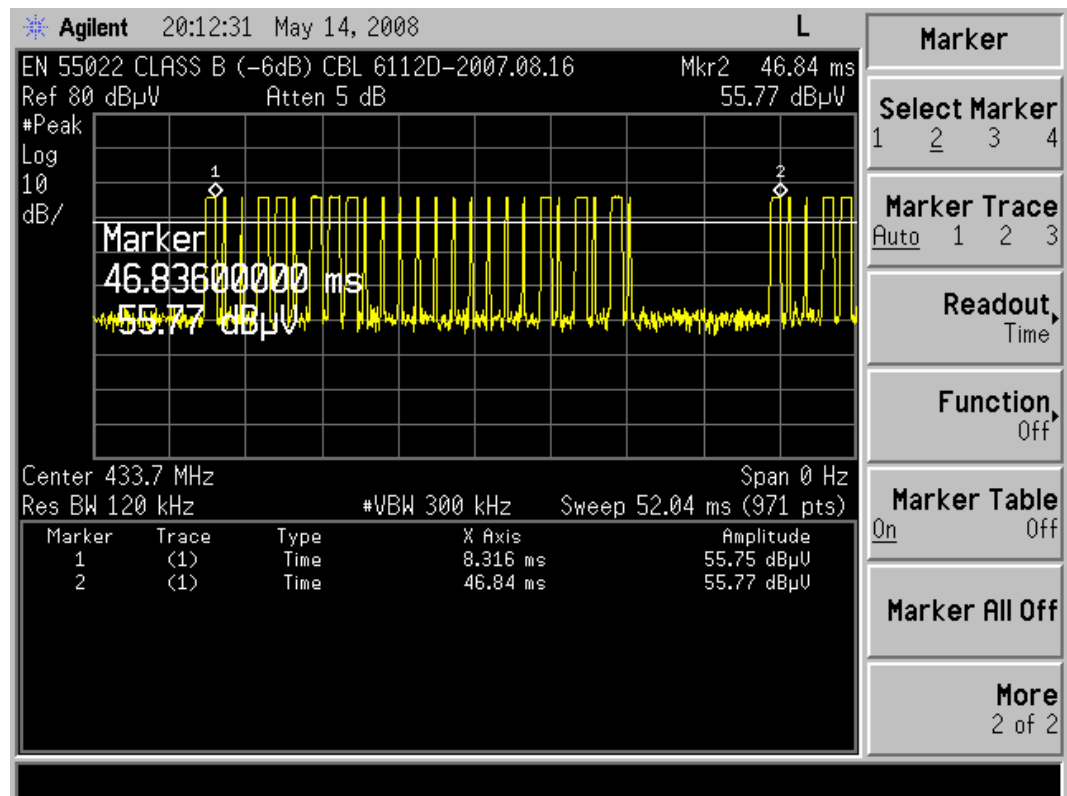 Agilent 20:12:31 May 14, 2008 L
EN 55022 CLASS B (-6dB) CBL 6112D-2007.08.16 Mkr2 46.84 ms
Ref 80 dBµV Atten 5 dB 55.77 dBµV
#Peak
Log
10
dB/
1
2
Marker
46.83600000 ms
55.77 dBµV
Center 433.7 MHz Span 0 Hz
Res BW 120 kHz #VBW 300 kHz Sweep 52.04 ms (971 pts)
Marker Trace Type X Axis Amplitude
1 (1) Time 8.316 ms 55.75 dBµV
2 (1) Time 46.84 ms 55.77 dBµV
Marker
Select Marker
1 2 3 4
Marker Trace
Auto 1 2 3
Readout
Time
Function
Off
Marker Table
On Off
Marker All Off
More
2 of 2